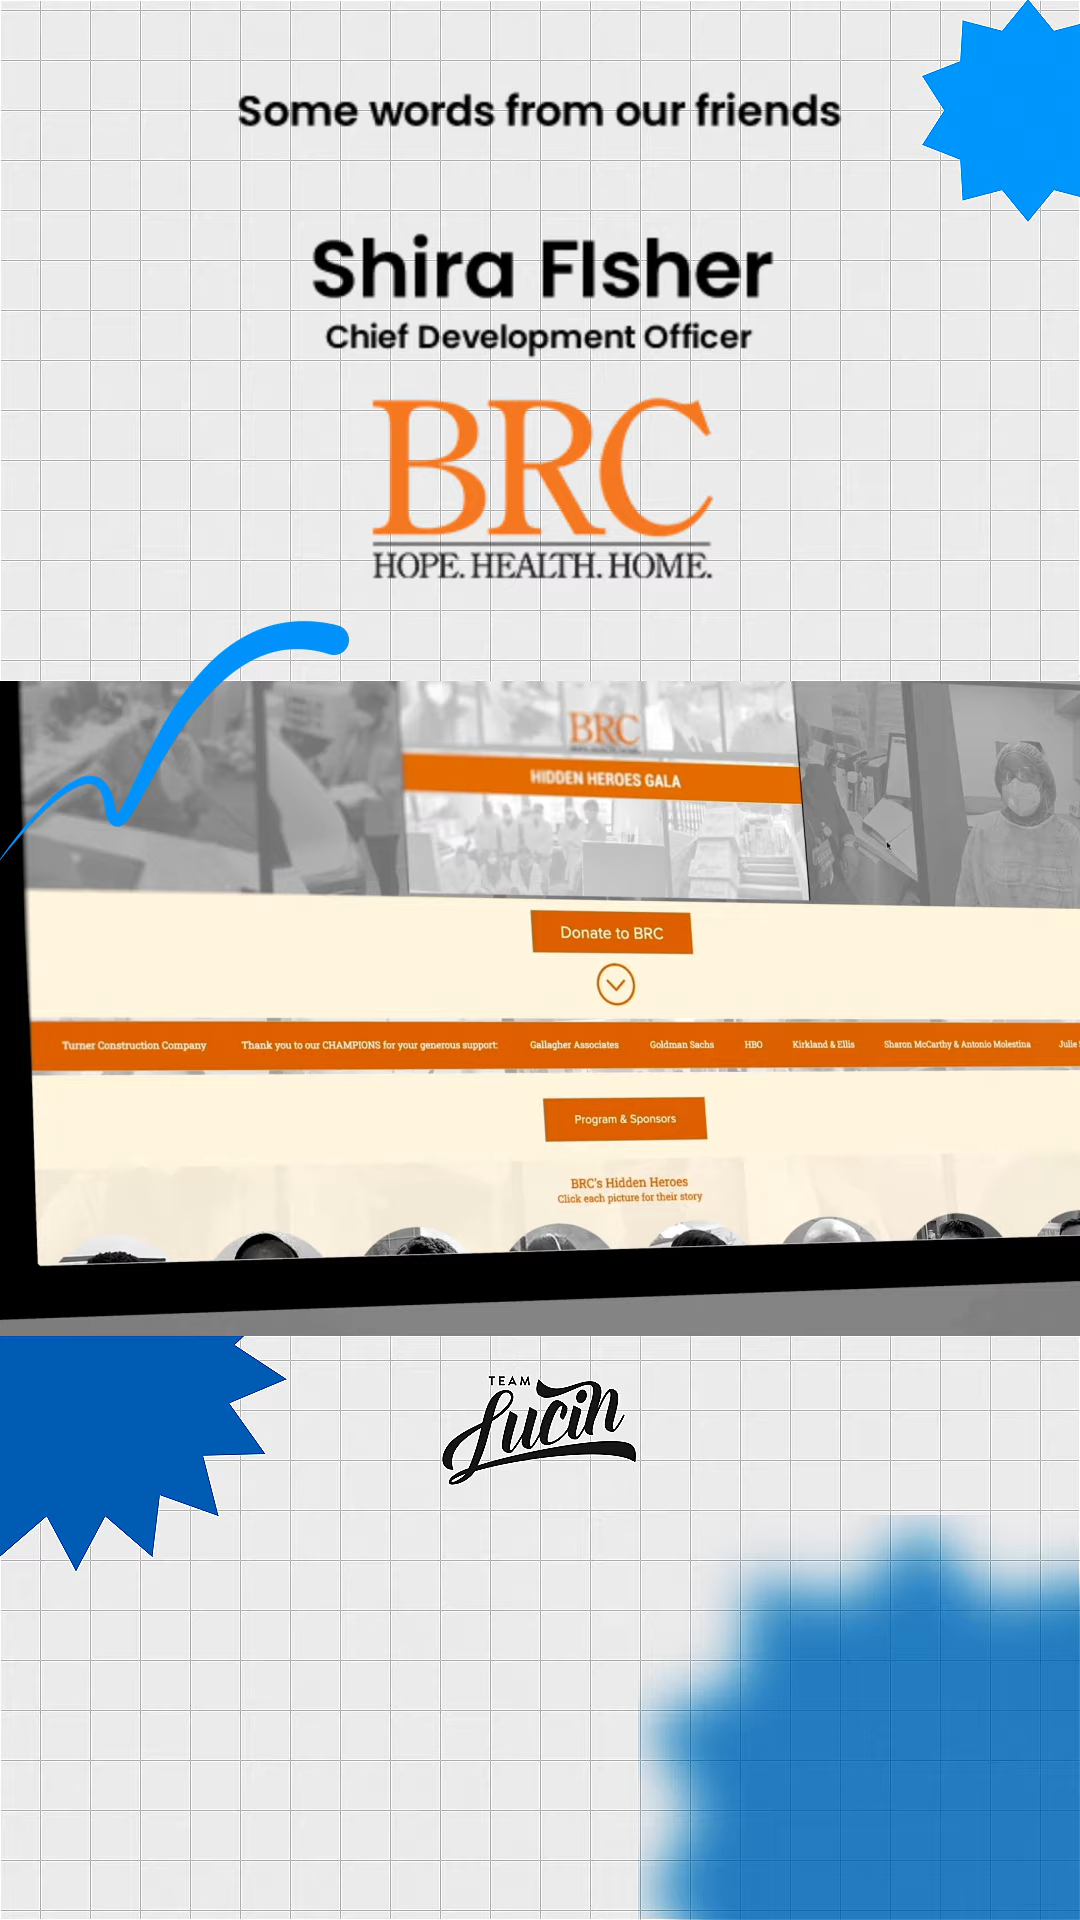 Some words from our friends
Shira FIsher
Chief Development Officer
BRC
HOPE. HEALTH. HOME.
BRC
HIDDEN HEROES GALA
Donate to BRC
Turner Construction Company Thank you to our CHAMPIONS for your generous support: Gallagher Associates Goldman Sachs HBO Kirkland & Ellis Sharon McCarthy & Antonio Molestina Julie
Program & Sponsors
BRC's Hidden Heroes
Click each picture for their story
TEAM
Lucin